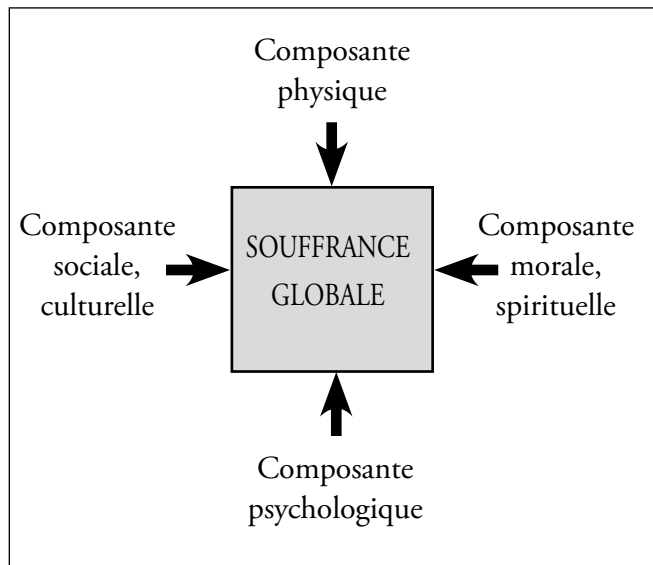 Composante
physique
Composante
sociale,
culturelle
SOUFFRANCE
GLOBALE
Composante
morale,
spirituelle
Composante
psychologique